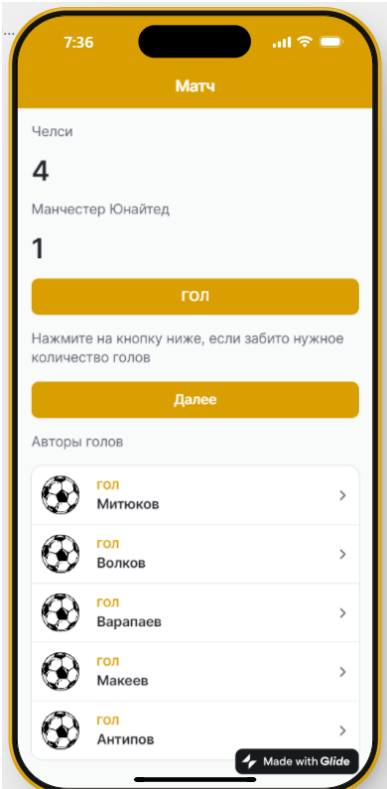 ...
7:36
Матч
Челси
4
Манчестер Юнайтед
1
ГОЛ
Нажмите на кнопку ниже, если забито нужное
количество голов
Далее
Авторы голов
ГОЛ
Митюков
ГОЛ
Волков
ГОЛ
Варапаев
ГОЛ
Макеев
ГОЛ
Антипов
Made with Glide